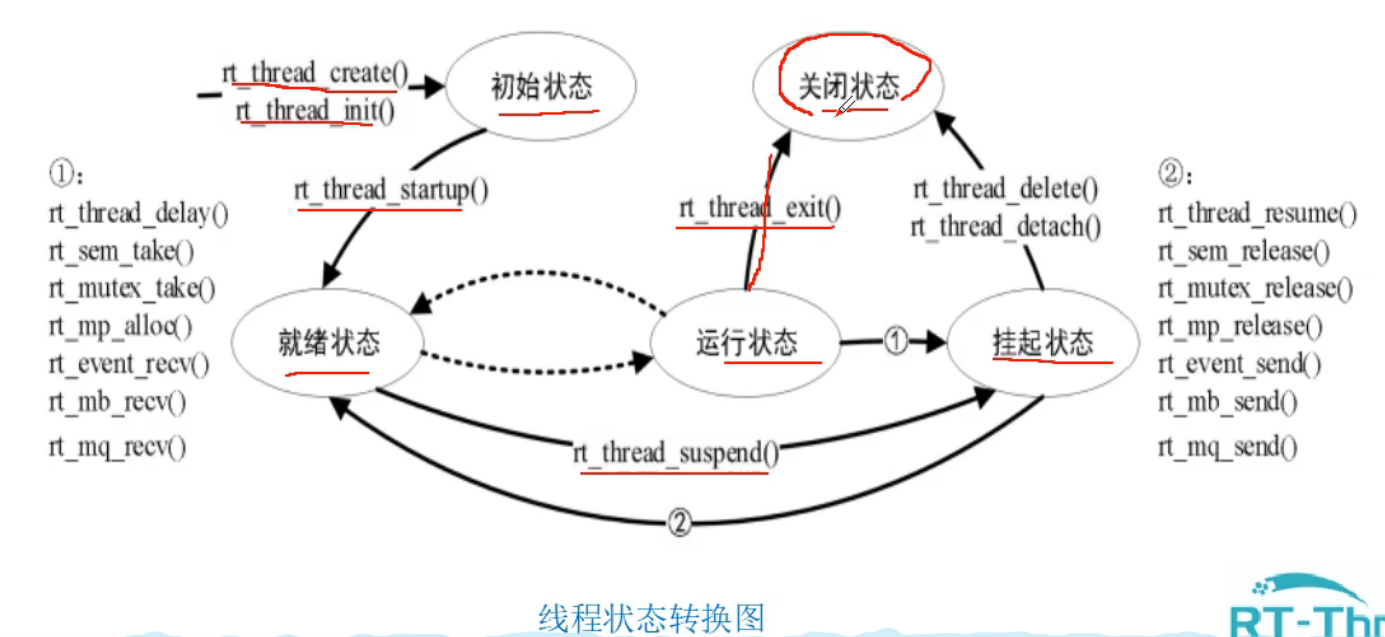 rt_thread_create()
rt_thread_init()
初始状态
关闭状态
①:
rt_thread_delay()
rt_sem_take()
rt_mutex_take()
rt_mp_alloc()
rt_event_recv()
rt_mb_recv()
rt_mq_recv()
rt_thread_startup()
rt_thread_exit()
rt_thread_delete()
rt_thread_detach()
②:
rt_thread_resume()
rt_sem_release()
rt_mutex_release()
rt_mp_release()
rt_event_send()
rt_mb_send()
rt_mq_send()
就绪状态
运行状态
①
挂起状态
rt_thread_suspend()
②
线程状态转换图
RT-Thr